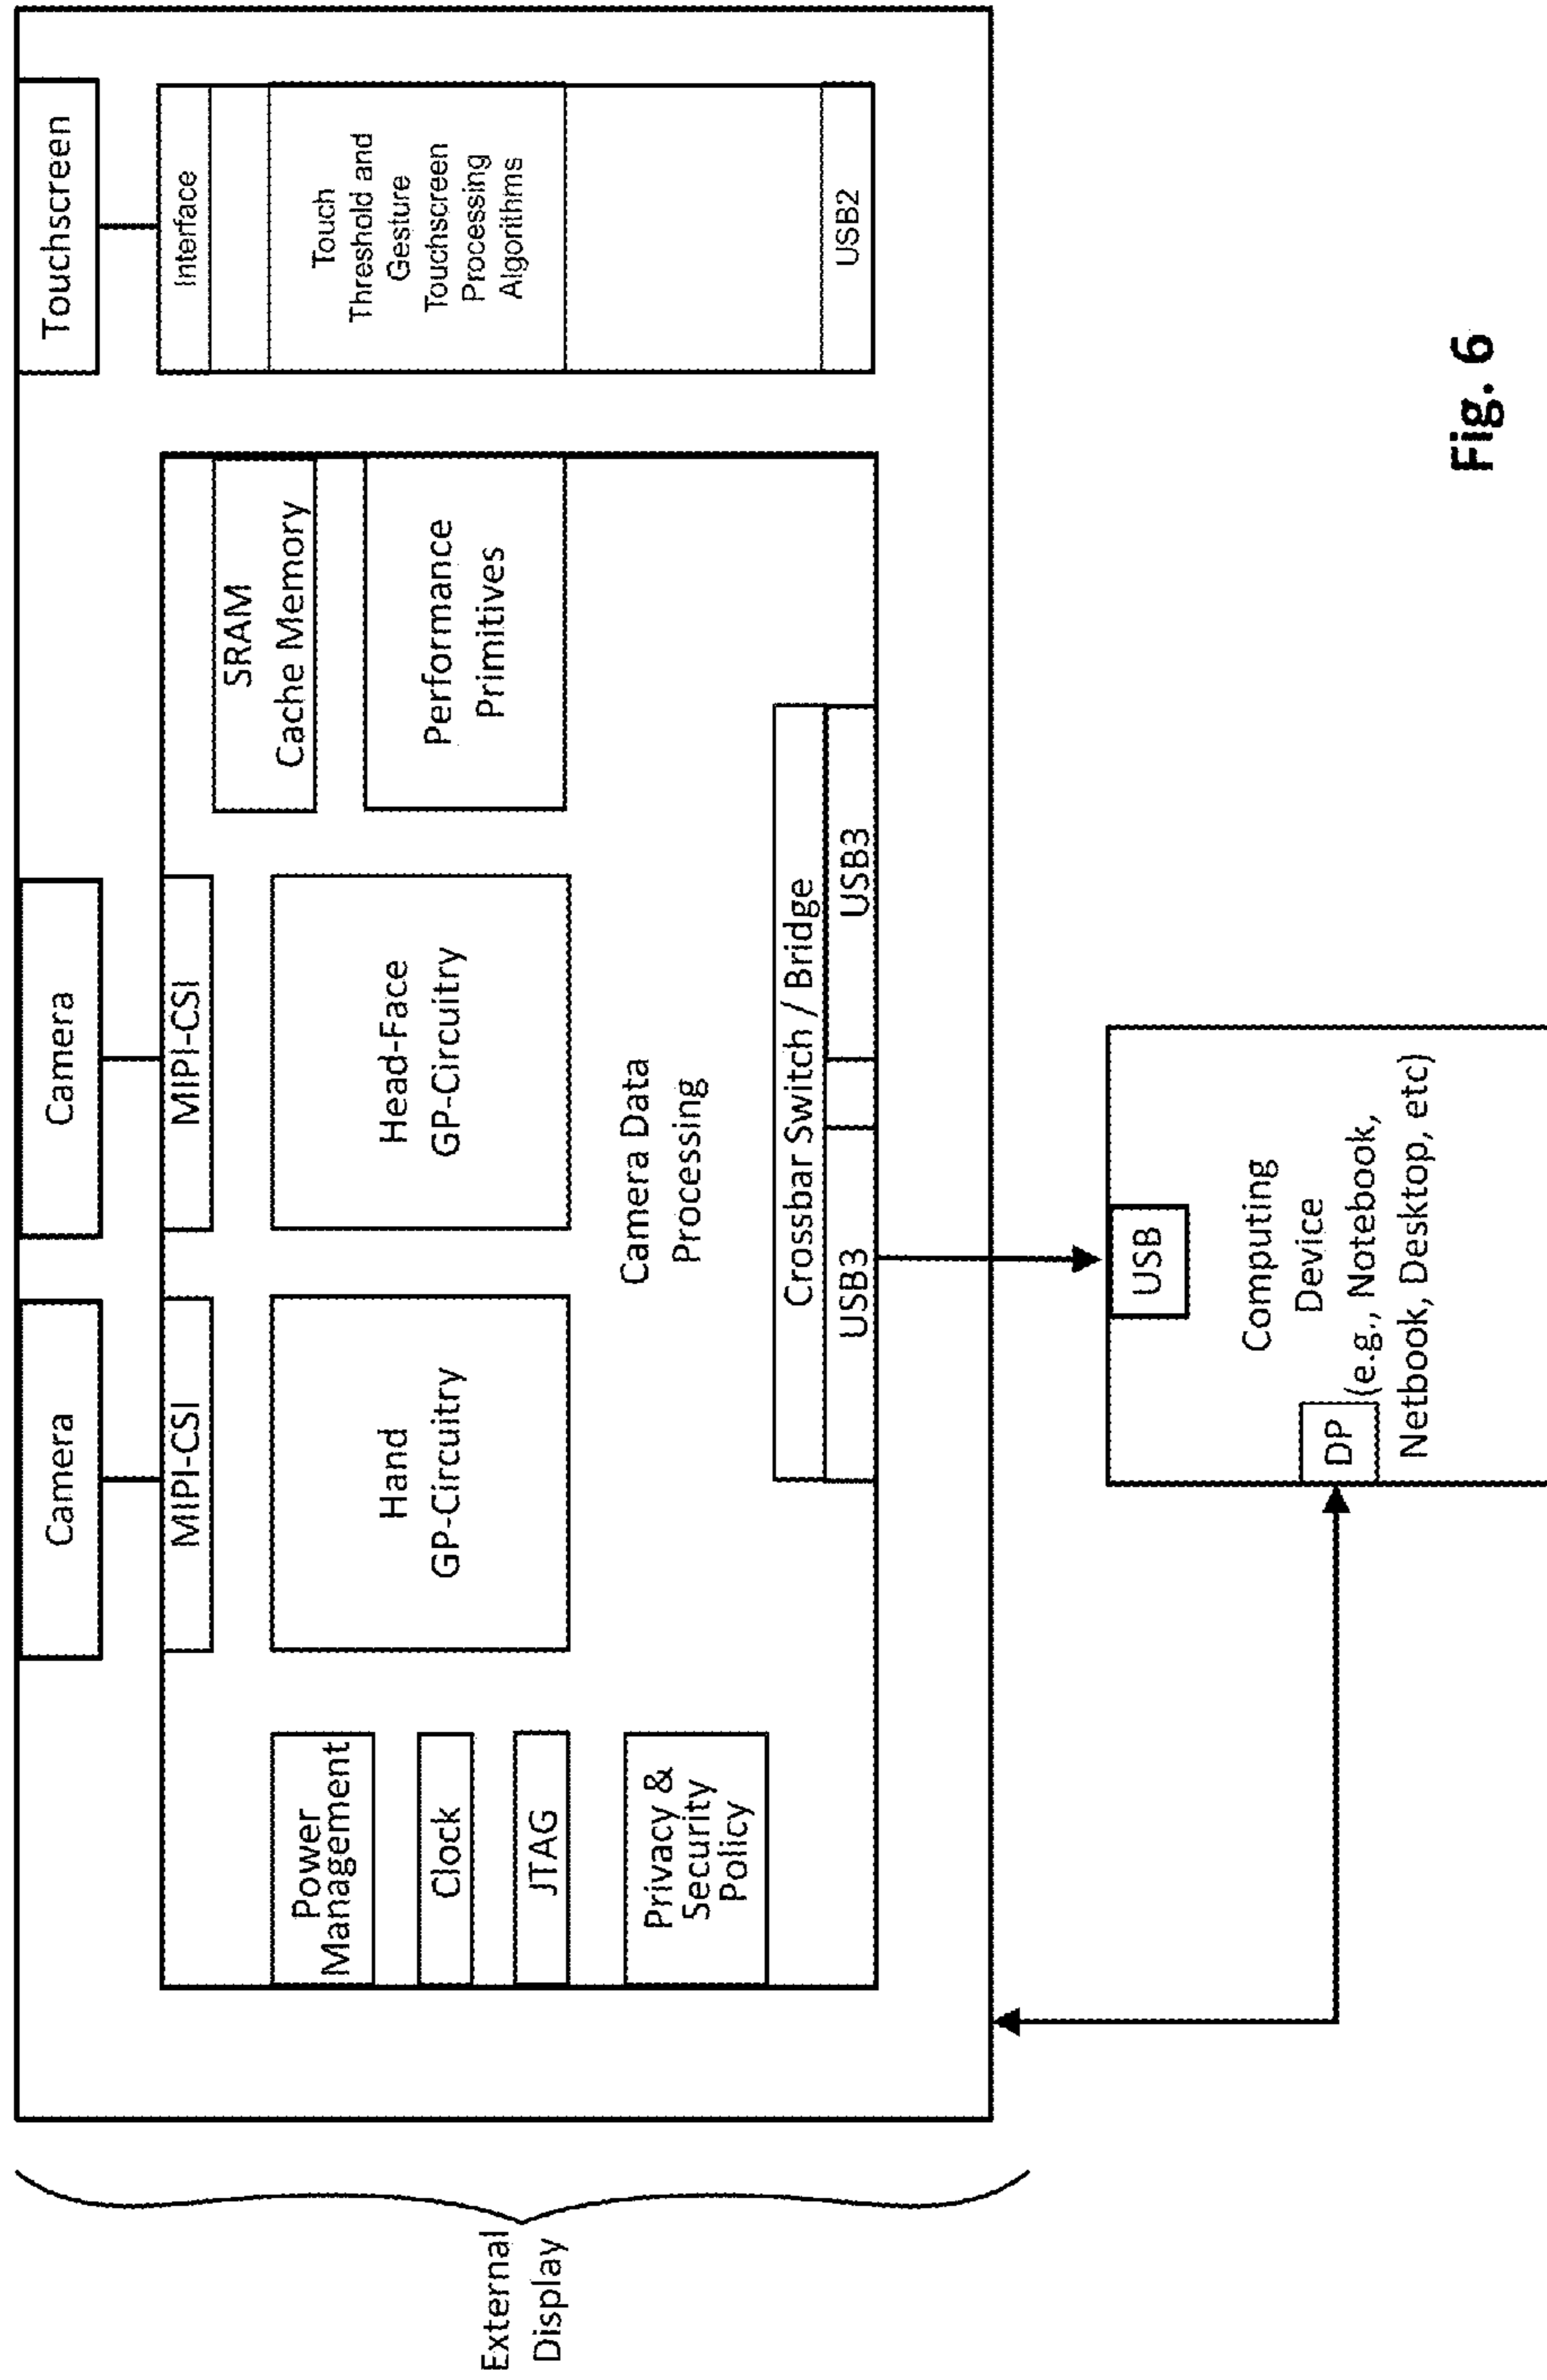 External
Display
Camera
Camera
Touchscreen
MIPI-CSI
MIPI-CSI
Interface
Power
Management
Clock
JTAG
Privacy &
Security
Policy
Hand
GP-Circuitry
Head-Face
GP-Circuitry
SRAM
Cache Memory
Performance
Primitives
Touch
Threshold and
Gesture
Touchscreen
Processing
Algorithms
Camera Data
Processing
Crossbar Switch / Bridge
USB3
USB3
USB2
USB
DP
Computing
Device
(e.g., Notebook,
Netbook, Desktop, etc)
Fig. 6